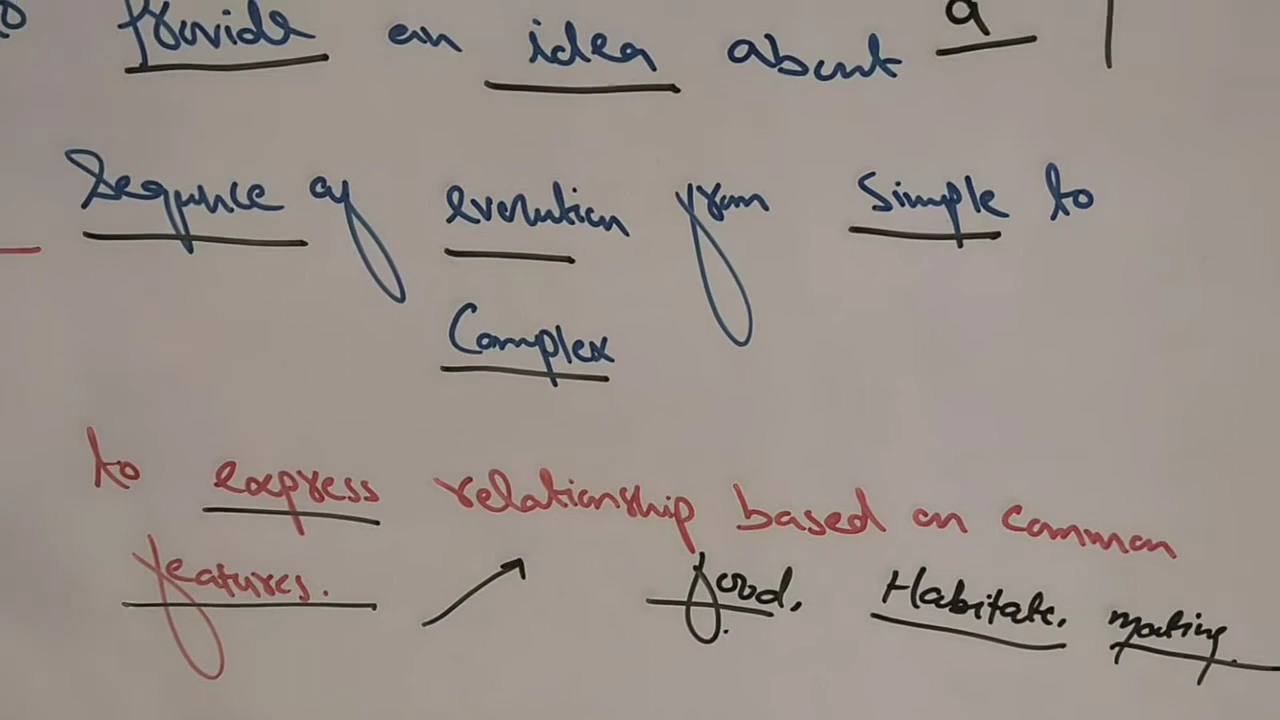 Provide an idea about a
Sequnce of evolution from Simple to
Complex
to express relationship based on common
features. food, Habitate, mating.